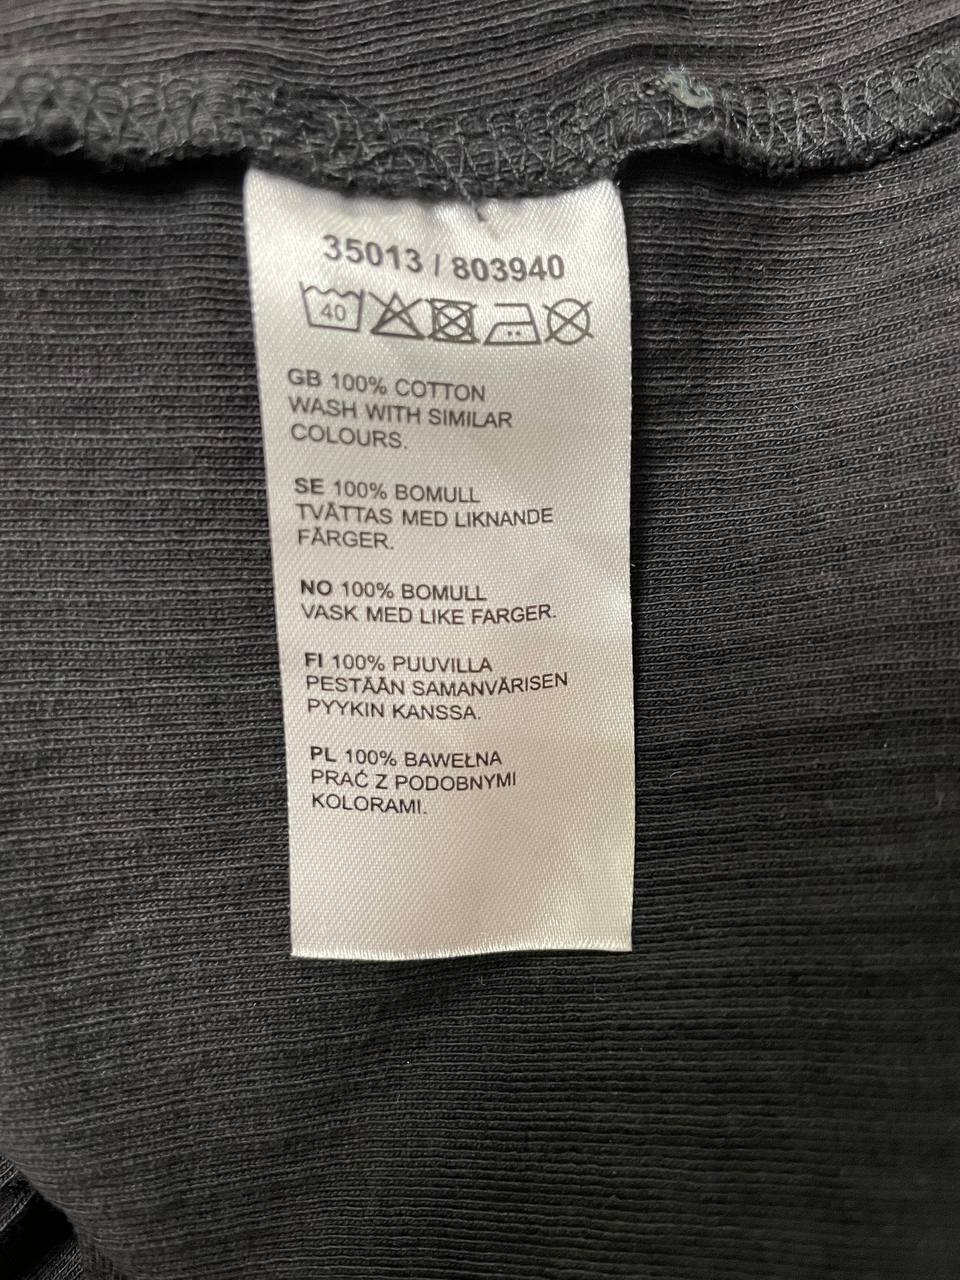 35013 / 803940
40
GB 100% COTTON
WASH WITH SIMILAR
COLOURS.
SE 100% BOMULL
TVÄTTAS MED LIKNANDE
FÄRGER.
NO 100% BOMULL
VASK MED LIKE FARGER.
FI 100% PUUVILLA
PESTÄÄN SAMANVÄRISEN
PYYKIN KANSSA.
PL 100% BAWEŁNA
PRAĆ Z PODOBNYMI
KOLORAMI.